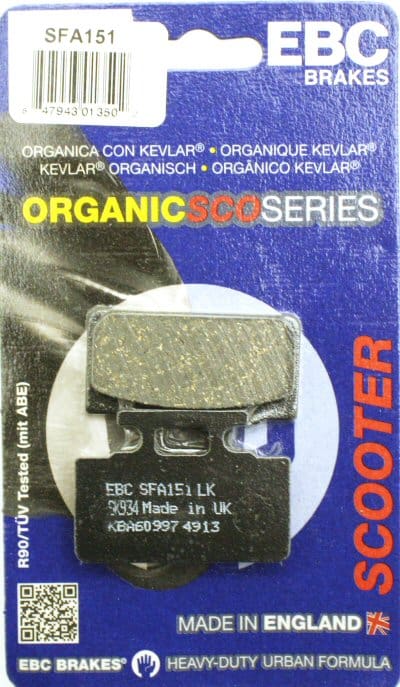 SFA151
EBC
BRAKES
ORGANICA CON KEVLAR® • ORGANIQUE KEVLAR®
KEVLAR® ORGANISCH • ORGÂNICO KEVLAR®
ORGANICSCOSERIES
SCOOTER
R90/TÜV Tested (mit ABE)
EBC SFA151 LK
9K934 Made in UK
KBA60997 4913
MADE IN ENGLAND
EBC BRAKES®
HEAVY-DUTY URBAN FORMULA